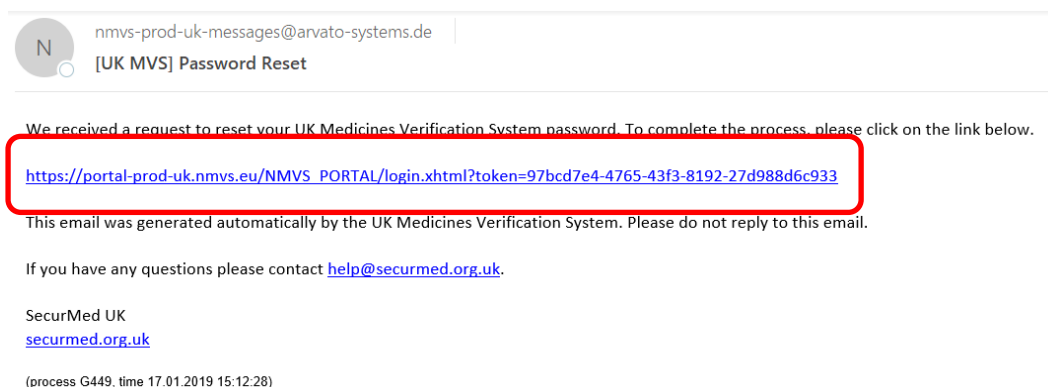 N
nmvs-prod-uk-messages@arvato-systems.de
[UK MVS] Password Reset
We received a request to reset your UK Medicines Verification System password. To complete the process, please click on the link below.
https://portal-prod-uk.nmvs.eu/NMVS_PORTAL/login.xhtml?token=97bcd7e4-4765-43f3-8192-27d988d6c933
This email was generated automatically by the UK Medicines Verification System. Please do not reply to this email.
If you have any questions please contact help@securmed.org.uk.
SecurMed UK
securmed.org.uk
(process G449, time 17.01.2019 15:12:28)